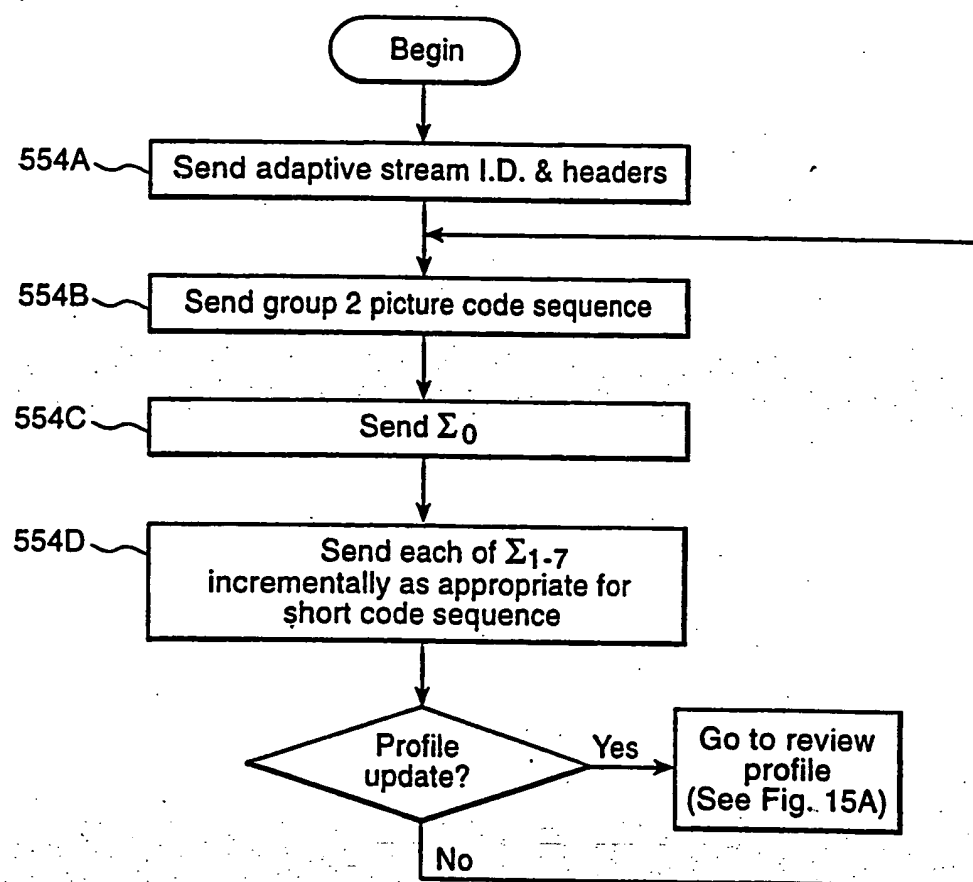 Begin
554A
Send adaptive stream I.D. & headers
554B
Send group 2 picture code sequence
554C
Send Σ0
554D
Send each of Σ1-7
incrementally as appropriate for
short code sequence
Profile
update?
Yes
Go to review
profile
(See Fig. 15A)
No